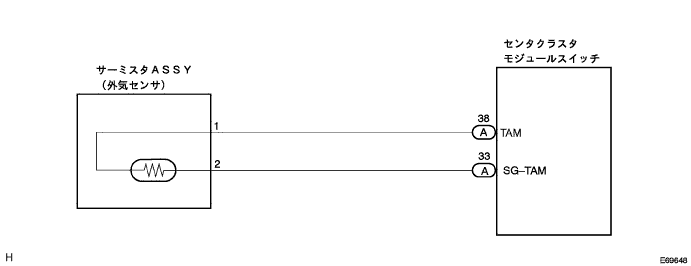 センタクラスタ
モジュールスイッチ
サーミスタASSY
(外気センサ)
1
38
A
TAM
2
33
A
SG-TAM
H
E69648